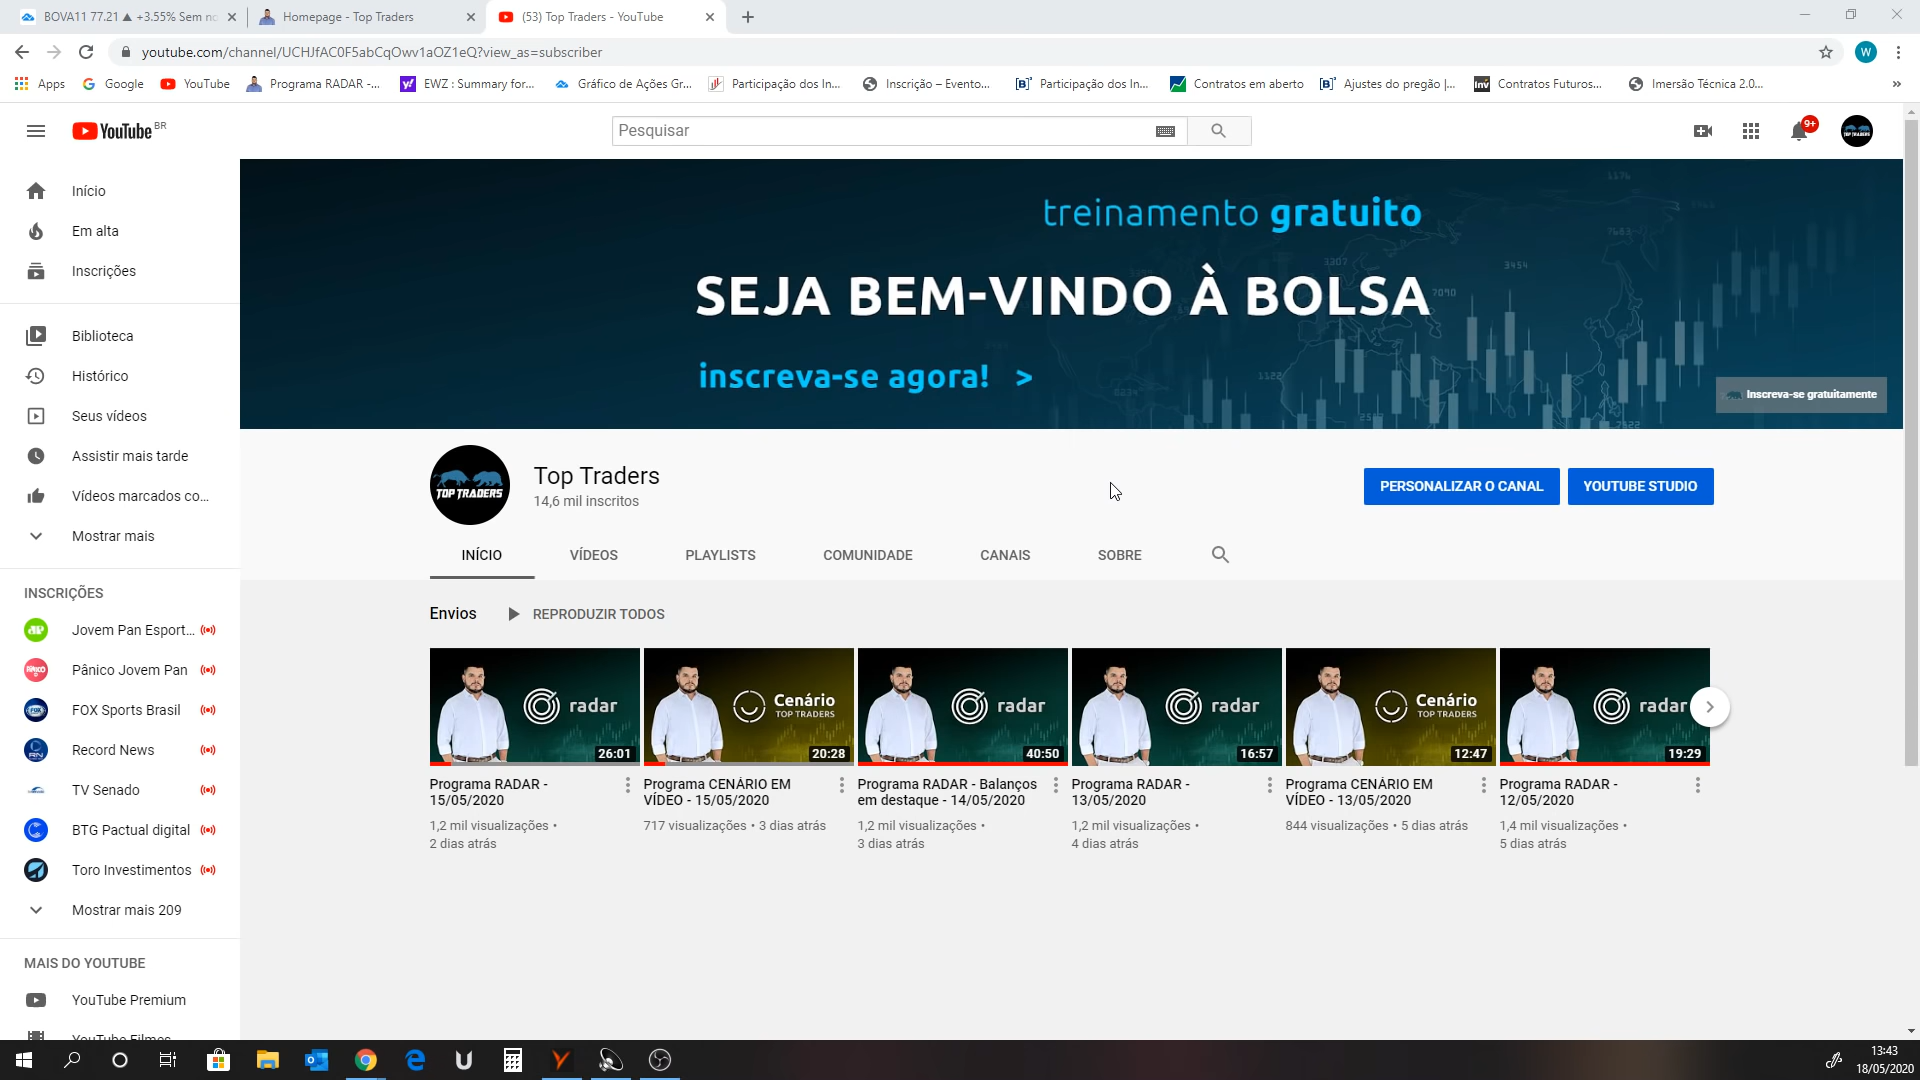 BOVA11 77.21 ▲ +3.55% Sem no
Homepage - Top Traders
(53) Top Traders - YouTube
youtube.com/channel/UCHJfAC0F5abCqOwv1aOZ1eQ?view_as=subscriber
W
Apps
Google
YouTube
Programa RADAR -...
EWZ : Summary for...
Gráfico de Ações Gr...
Participação dos In...
Inscrição – Evento...
Participação dos In...
Contratos em aberto
Ajustes do pregão |...
Contratos Futuros...
Imersão Técnica 2.0...
»
YouTube BR
Pesquisar
9+
Início
Em alta
Inscrições
Biblioteca
Histórico
Seus vídeos
Assistir mais tarde
Vídeos marcados co...
Mostrar mais
INSCRIÇÕES
Jovem Pan Esport...
Pânico Jovem Pan
FOX Sports Brasil
Record News
TV Senado
BTG Pactual digital
Toro Investimentos
Mostrar mais 209
MAIS DO YOUTUBE
YouTube Premium
YouTube Filmes
treinamento gratuito
SEJA BEM-VINDO À BOLSA
inscreva-se agora! >
Inscreva-se gratuitamente
TOP TRADERS
Top Traders
14,6 mil inscritos
PERSONALIZAR O CANAL
YOUTUBE STUDIO
INÍCIO
VÍDEOS
PLAYLISTS
COMUNIDADE
CANAIS
SOBRE
Envios
REPRODUZIR TODOS
radar
26:01
Programa RADAR -
15/05/2020
1,2 mil visualizações •
2 dias atrás
Cenário
TOP TRADERS
20:28
Programa CENÁRIO EM
VÍDEO - 15/05/2020
717 visualizações • 3 dias atrás
radar
40:50
Programa RADAR - Balanços
em destaque - 14/05/2020
1,2 mil visualizações •
3 dias atrás
radar
16:57
Programa RADAR -
13/05/2020
1,2 mil visualizações •
4 dias atrás
Cenário
TOP TRADERS
12:47
Programa CENÁRIO EM
VÍDEO - 13/05/2020
844 visualizações • 5 dias atrás
radar
19:29
Programa RADAR -
12/05/2020
1,4 mil visualizações •
5 dias atrás
13:43
18/05/2020